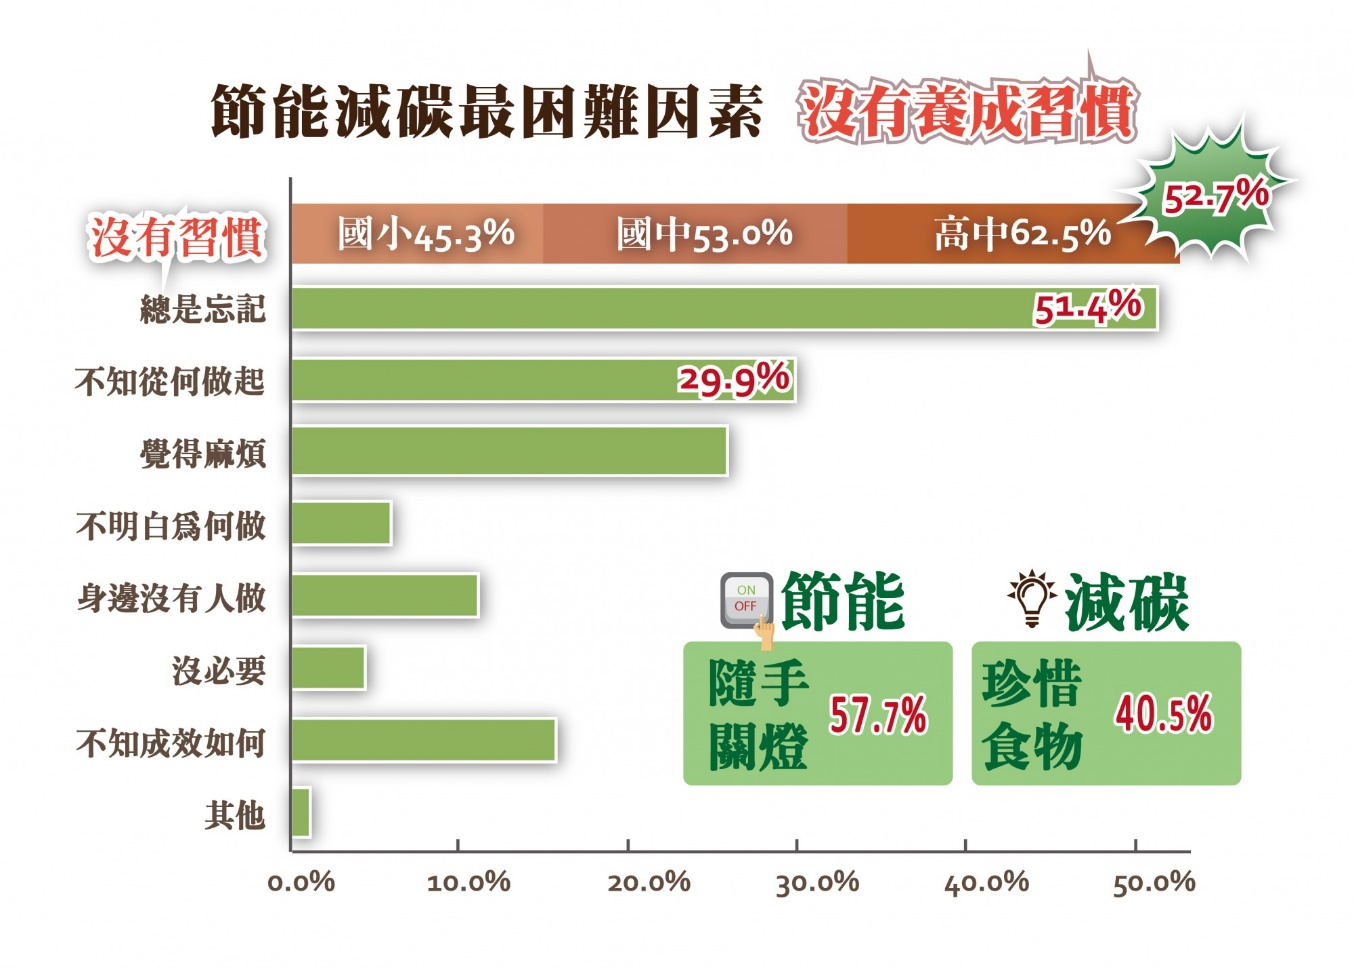 節能減碳最困難因素 沒有養成習慣
52.7%
沒有習慣 國小45.3% 國中53.0% 高中62.5%
總是忘記 51.4%
不知從何做起 29.9%
覺得麻煩
不明白爲何做
身邊沒有人做
沒必要
不知成效如何
其他
0.0% 10.0% 20.0% 30.0% 40.0% 50.0%
ON
OFF
節能
隨手
關燈
57.7%
減碳
珍惜
食物
40.5%